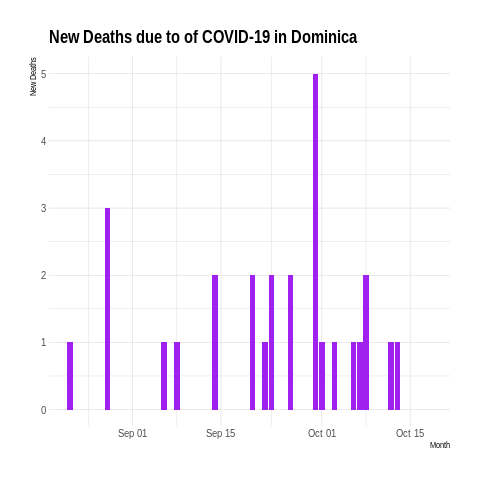 New Deaths due to of COVID-19 in Dominica
New Deaths
5
4
3
2
1
0
Sep 01
Sep 15
Oct 01
Oct 15
Month